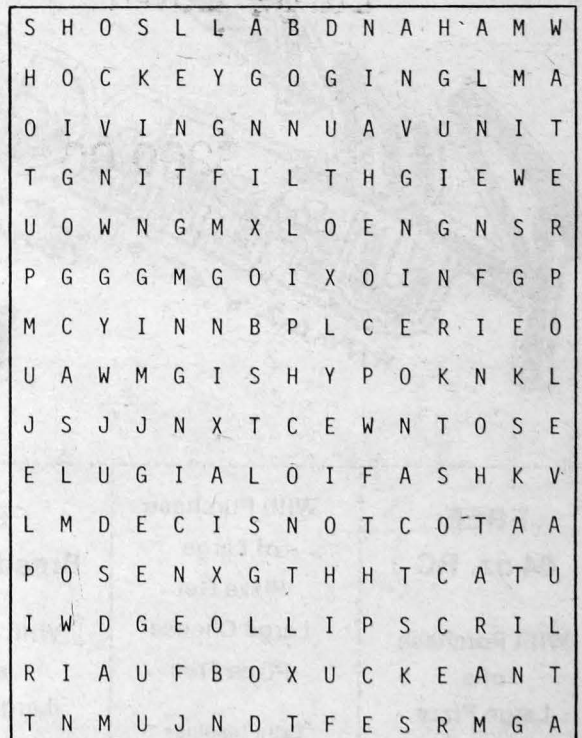 S H O S L L A B D N A H A M W
H O C K E Y G O G I N G L M A
O I V I N G N N U A V U N I T
T G N I T F I L T H G I E W E
U O W N G M X L O E N G N S R
P G G G M G O I X O I N F G P
M C Y I N N B P L C E R I E O
U A W M G I S H Y P O K N K L
J S J J N X T C E W N T O S E
E L U G I A L O I F A S H K V
L M D E C I S N O T C O T A A
P O S E N X G T H H T C A T U
I W D G E O L L I P S C R I L
R I A U F B O X U C K E A N T
T N M U J N D T F E S R M G A